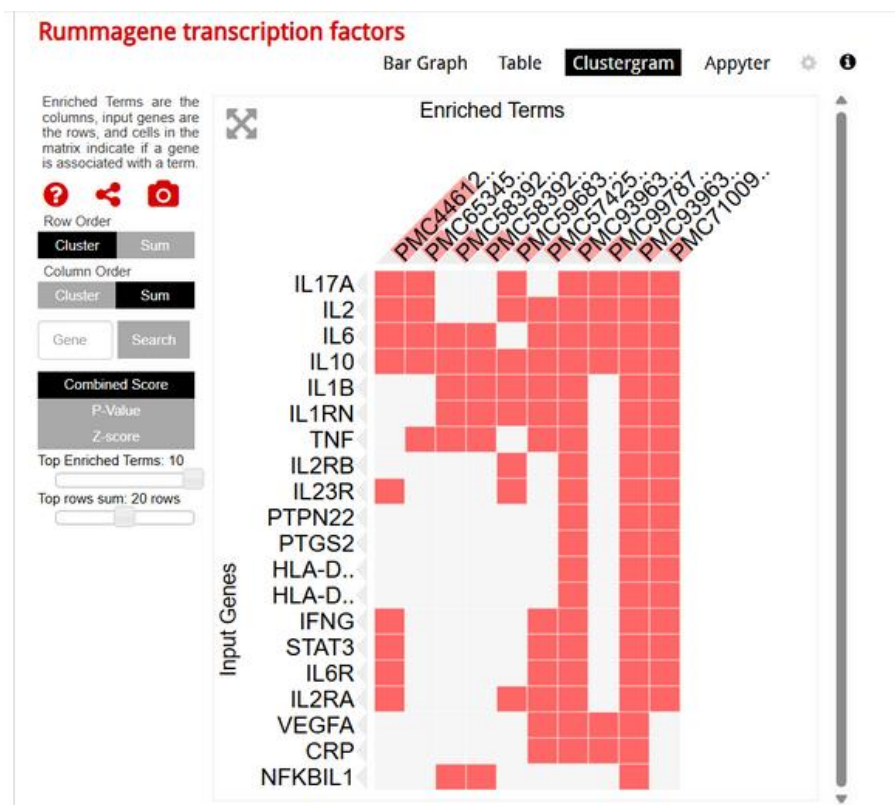 Rummagene transcription factors
Bar Graph Table Clustergram Appyter
Enriched Terms are the
columns, input genes are
the rows, and cells in the
matrix indicate if a gene
is associated with a term.
Row Order
Cluster Sum
Column Order
Cluster Sum
Gene Search
Combined Score
P-Value
Z-score
Top Enriched Terms: 10
Top rows sum: 20 rows
Enriched Terms
PMC44612..
PMC65345..
PMC58392..
PMC58392..
PMC59683..
PMC57425..
PMC93963..
PMC99787..
PMC93963..
PMC71009..
Input Genes
IL17A
IL2
IL6
IL10
IL1B
IL1RN
TNF
IL2RB
IL23R
PTPN22
PTGS2
HLA-D..
HLA-D..
IFNG
STAT3
IL6R
IL2RA
VEGFA
CRP
NFKBIL1